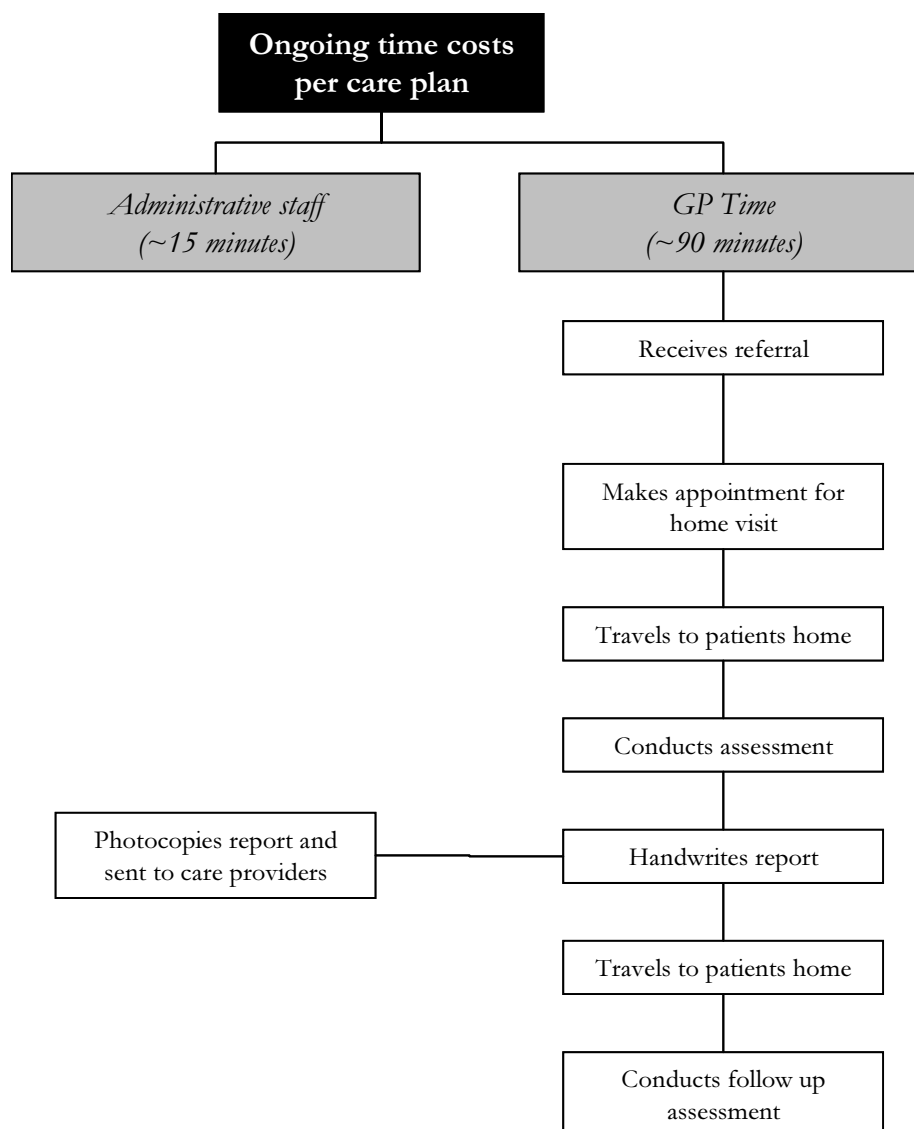 Ongoing time costs
per care plan
Administrative staff
(~15 minutes)
GP Time
(~90 minutes)
Receives referral
Makes appointment for
home visit
Travels to patients home
Conducts assessment
Photocopies report and
sent to care providers
Handwrites report
Travels to patients home
Conducts follow up
assessment